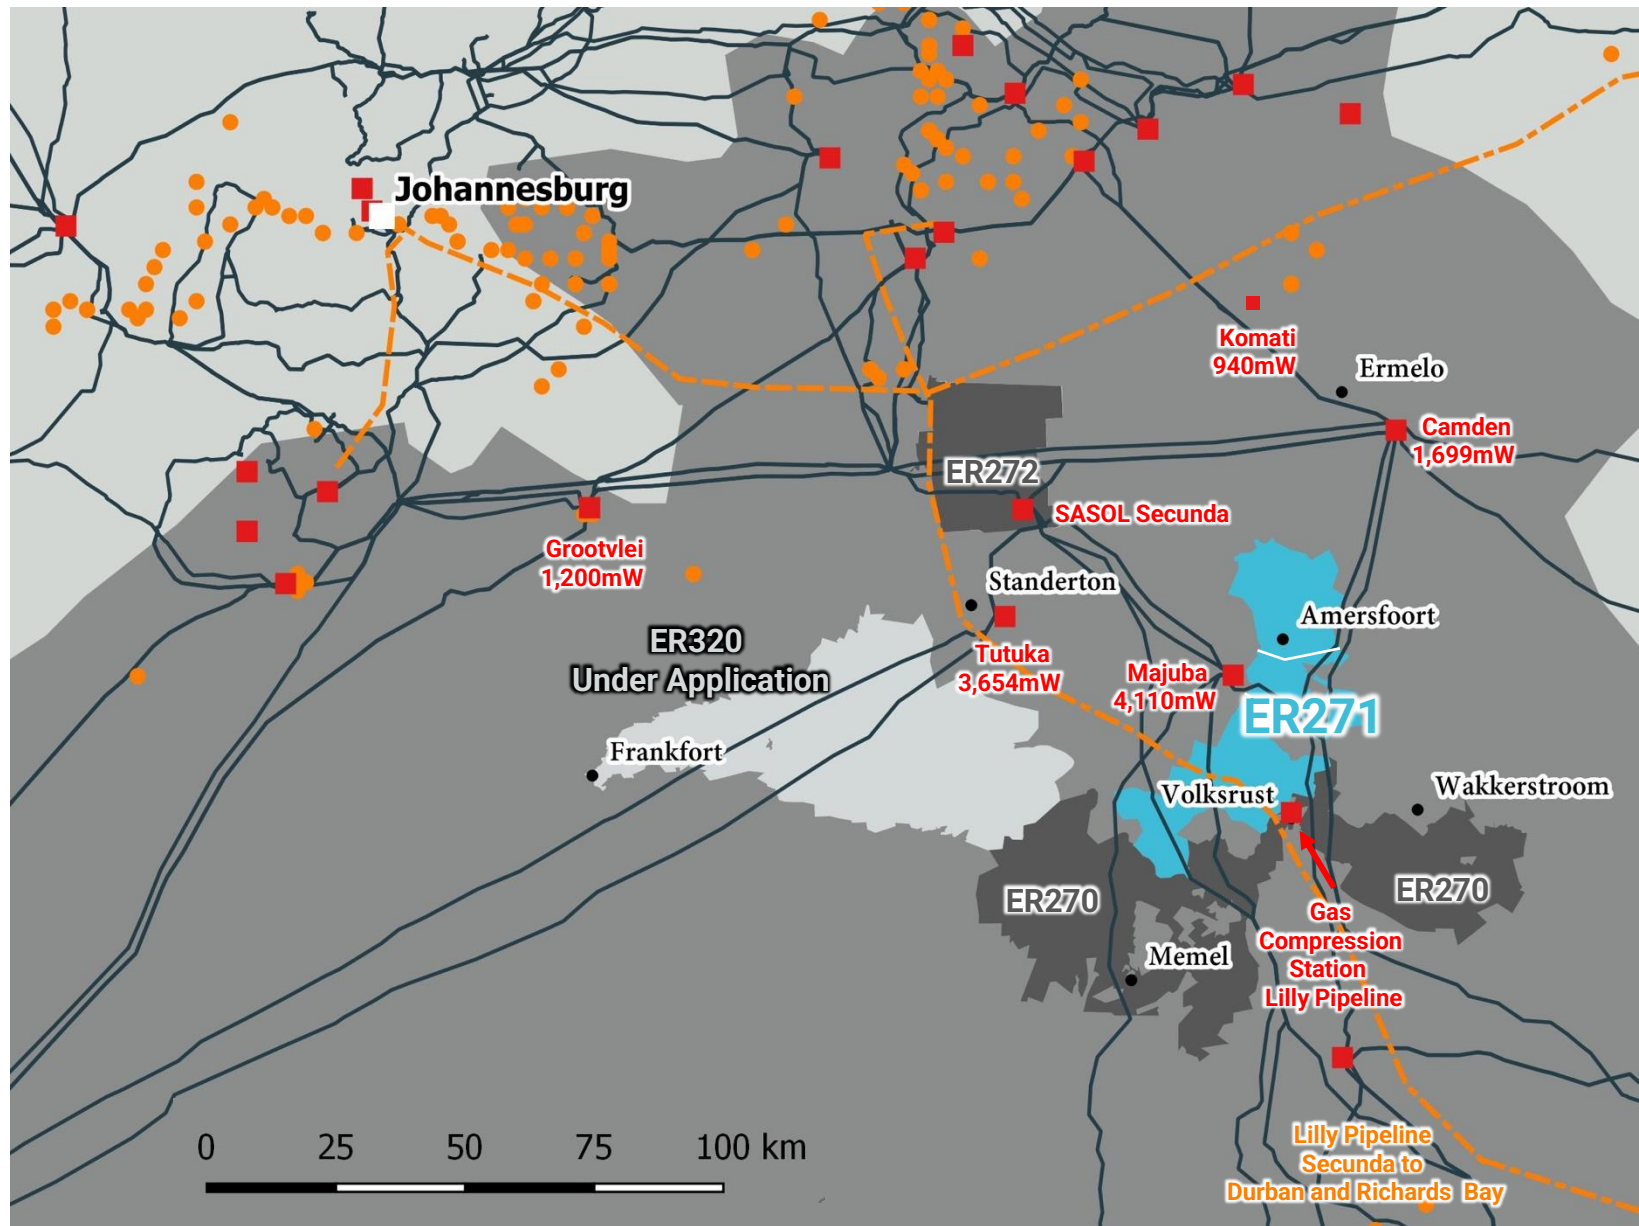 Johannesburg
Komati
940mW
Ermelo
Camden
1,699mW
ER272
SASOL Secunda
Grootvlei
1,200mW
Standerton
Amersfoort
ER320
Under Application
Tutuka
3,654mW
Majuba
4,110mW
ER271
Frankfort
Volksrust
Wakkerstroom
ER270
ER270
Gas
Compression
Station
Lilly Pipeline
Memel
0 25 50 75 100 km
Lilly Pipeline
Secunda to
Durban and Richards Bay